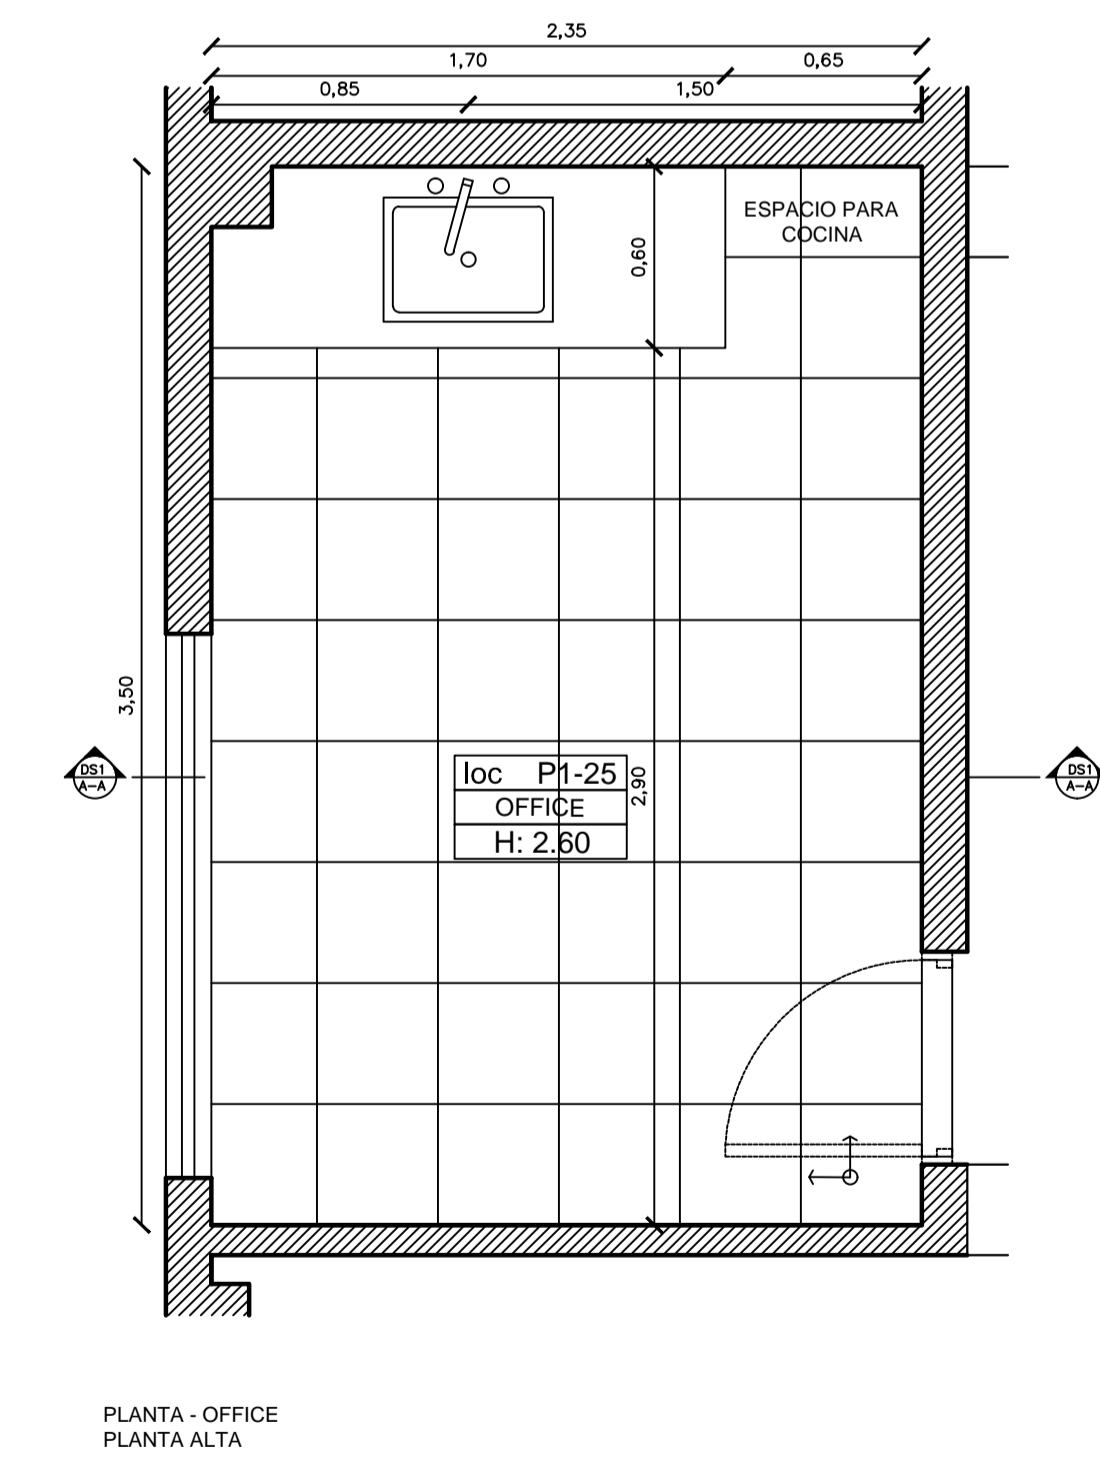 2,35
1,70
0,65
0,85
1,50
ESPACIO PARA
COCINA
0,60
3,50
DS1
A-A
loc P1-25
OFFICE
H: 2.60
2,90
DS1
A-A
PLANTA - OFFICE
PLANTA ALTA